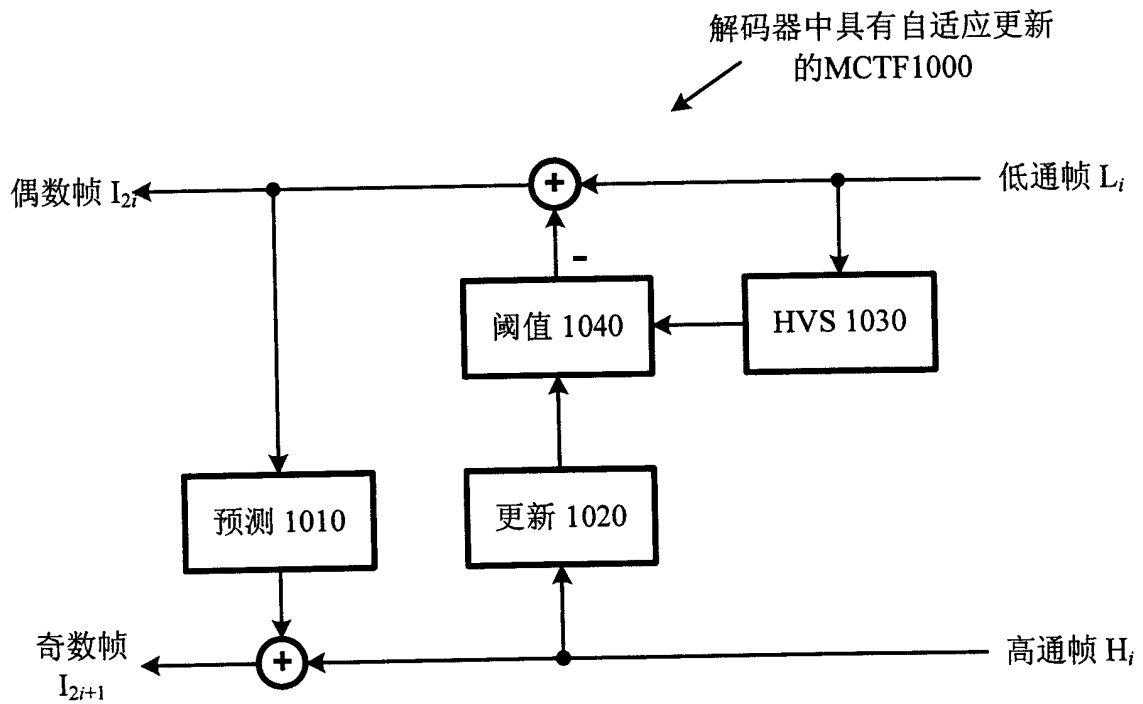 解码器中具有自适应更新
的MCTF1000
偶数帧 I₂ᵢ
+
低通帧 Lᵢ
-
阈值 1040
HVS 1030
预测 1010
更新 1020
奇数帧
I₂ᵢ₊₁
+
高通帧 Hᵢ